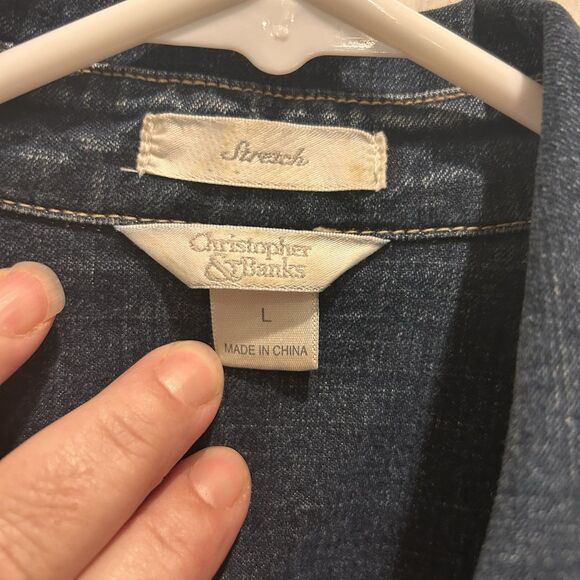 Stretch
Christopher
& Banks
L
MADE IN CHINA